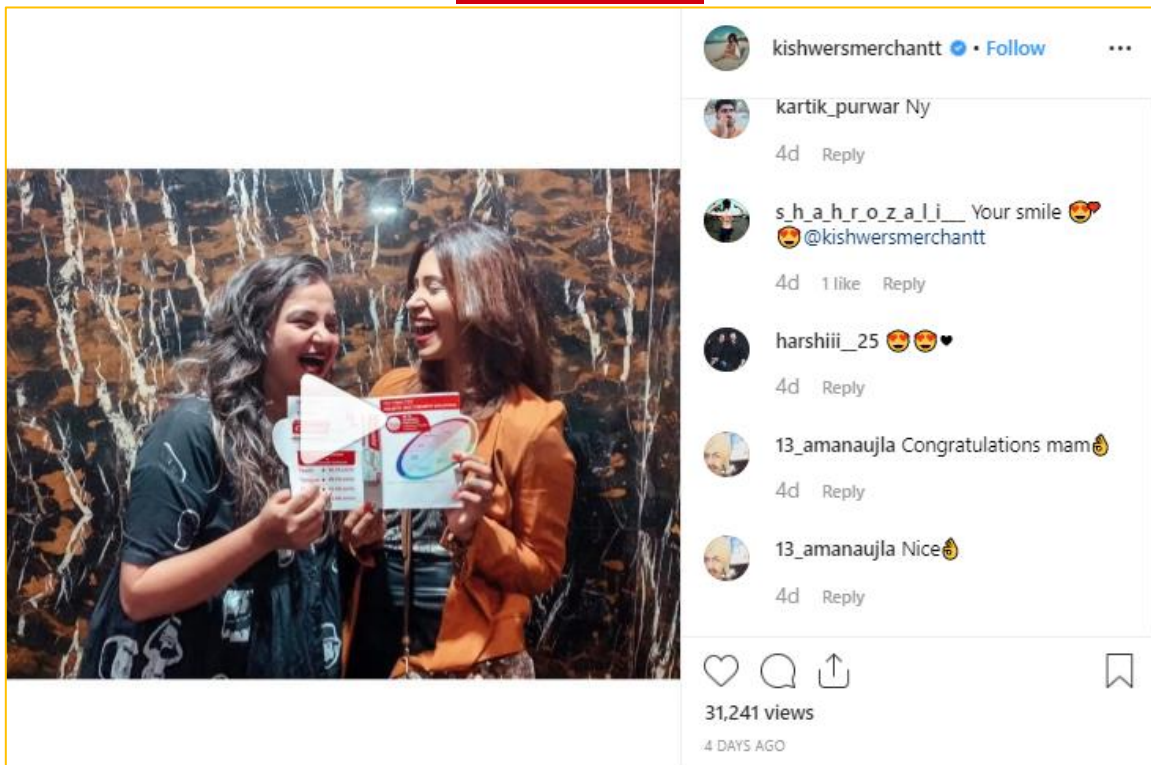 kishwersmerchantt • Follow
kartik_purwar Ny
4d Reply
s_h_a_h_r_o_z_a_l_i__ Your smile 😍❤
😍@kishwersmerchantt
4d 1 like Reply
harshiii__25 😍😍♥
4d Reply
13_amanaujla Congratulations mam👌
4d Reply
13_amanaujla Nice👌
4d Reply
31,241 views
4 DAYS AGO